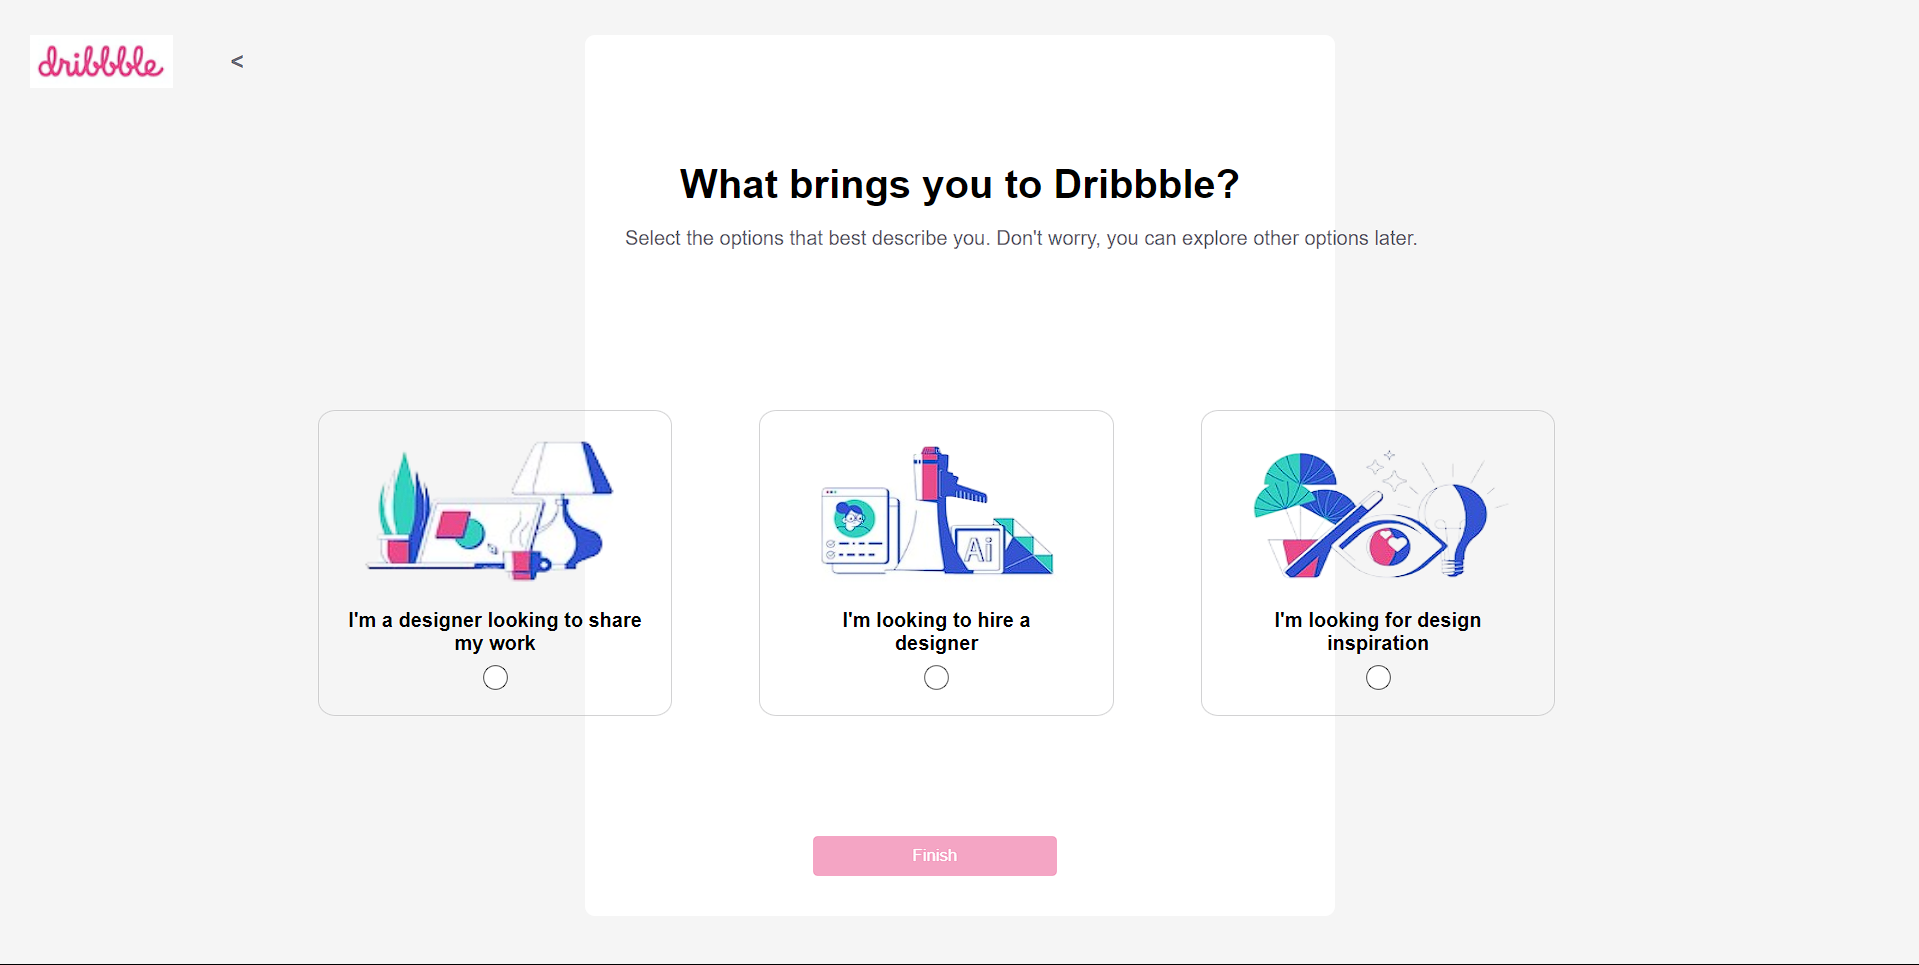 dribbble
<
What brings you to Dribbble?
Select the options that best describe you. Don't worry, you can explore other options later.
Ai
I'm a designer looking to share
my work
I'm looking to hire a
designer
I'm looking for design
inspiration
Finish